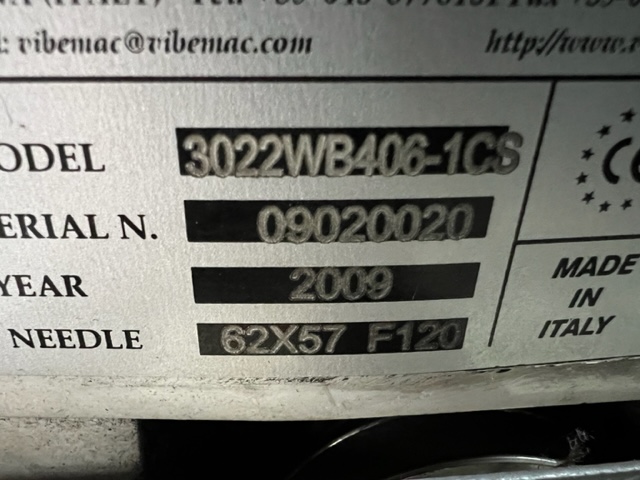 : vibemac@vibemac.com
http://www.
ODEL 3022WB406-1CS
ERIAL N. 09020020
YEAR 2009
NEEDLE 62X57 F120
CE
MADE
IN
ITALY